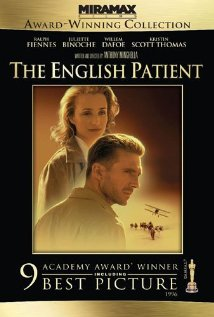 MIRAMAX
AWARD-WINNING COLLECTION
RALPH FIENNES JULIETTE BINOCHE WILLEM DAFOE KRISTIN SCOTT THOMAS
THE ENGLISH PATIENT
WRITTEN AND DIRECTED BY ANTHONY MINGHELLA
9 ACADEMY AWARD® WINNER
INCLUDING
BEST PICTURE
1996